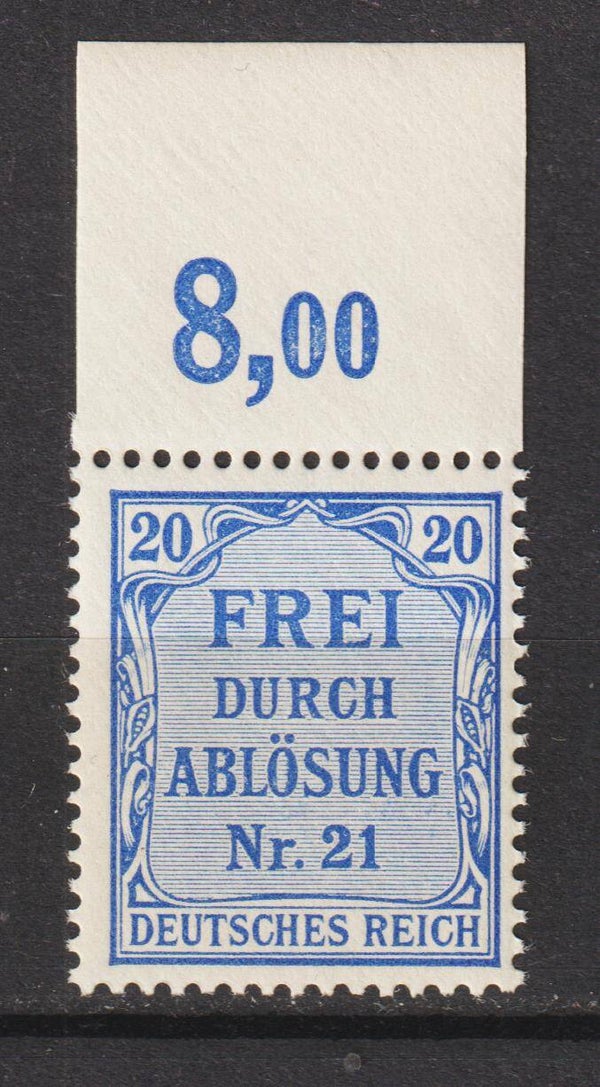 8,00
20 20
FREI
DURCH
ABLÖSUNG
Nr. 21
DEUTSCHES REICH